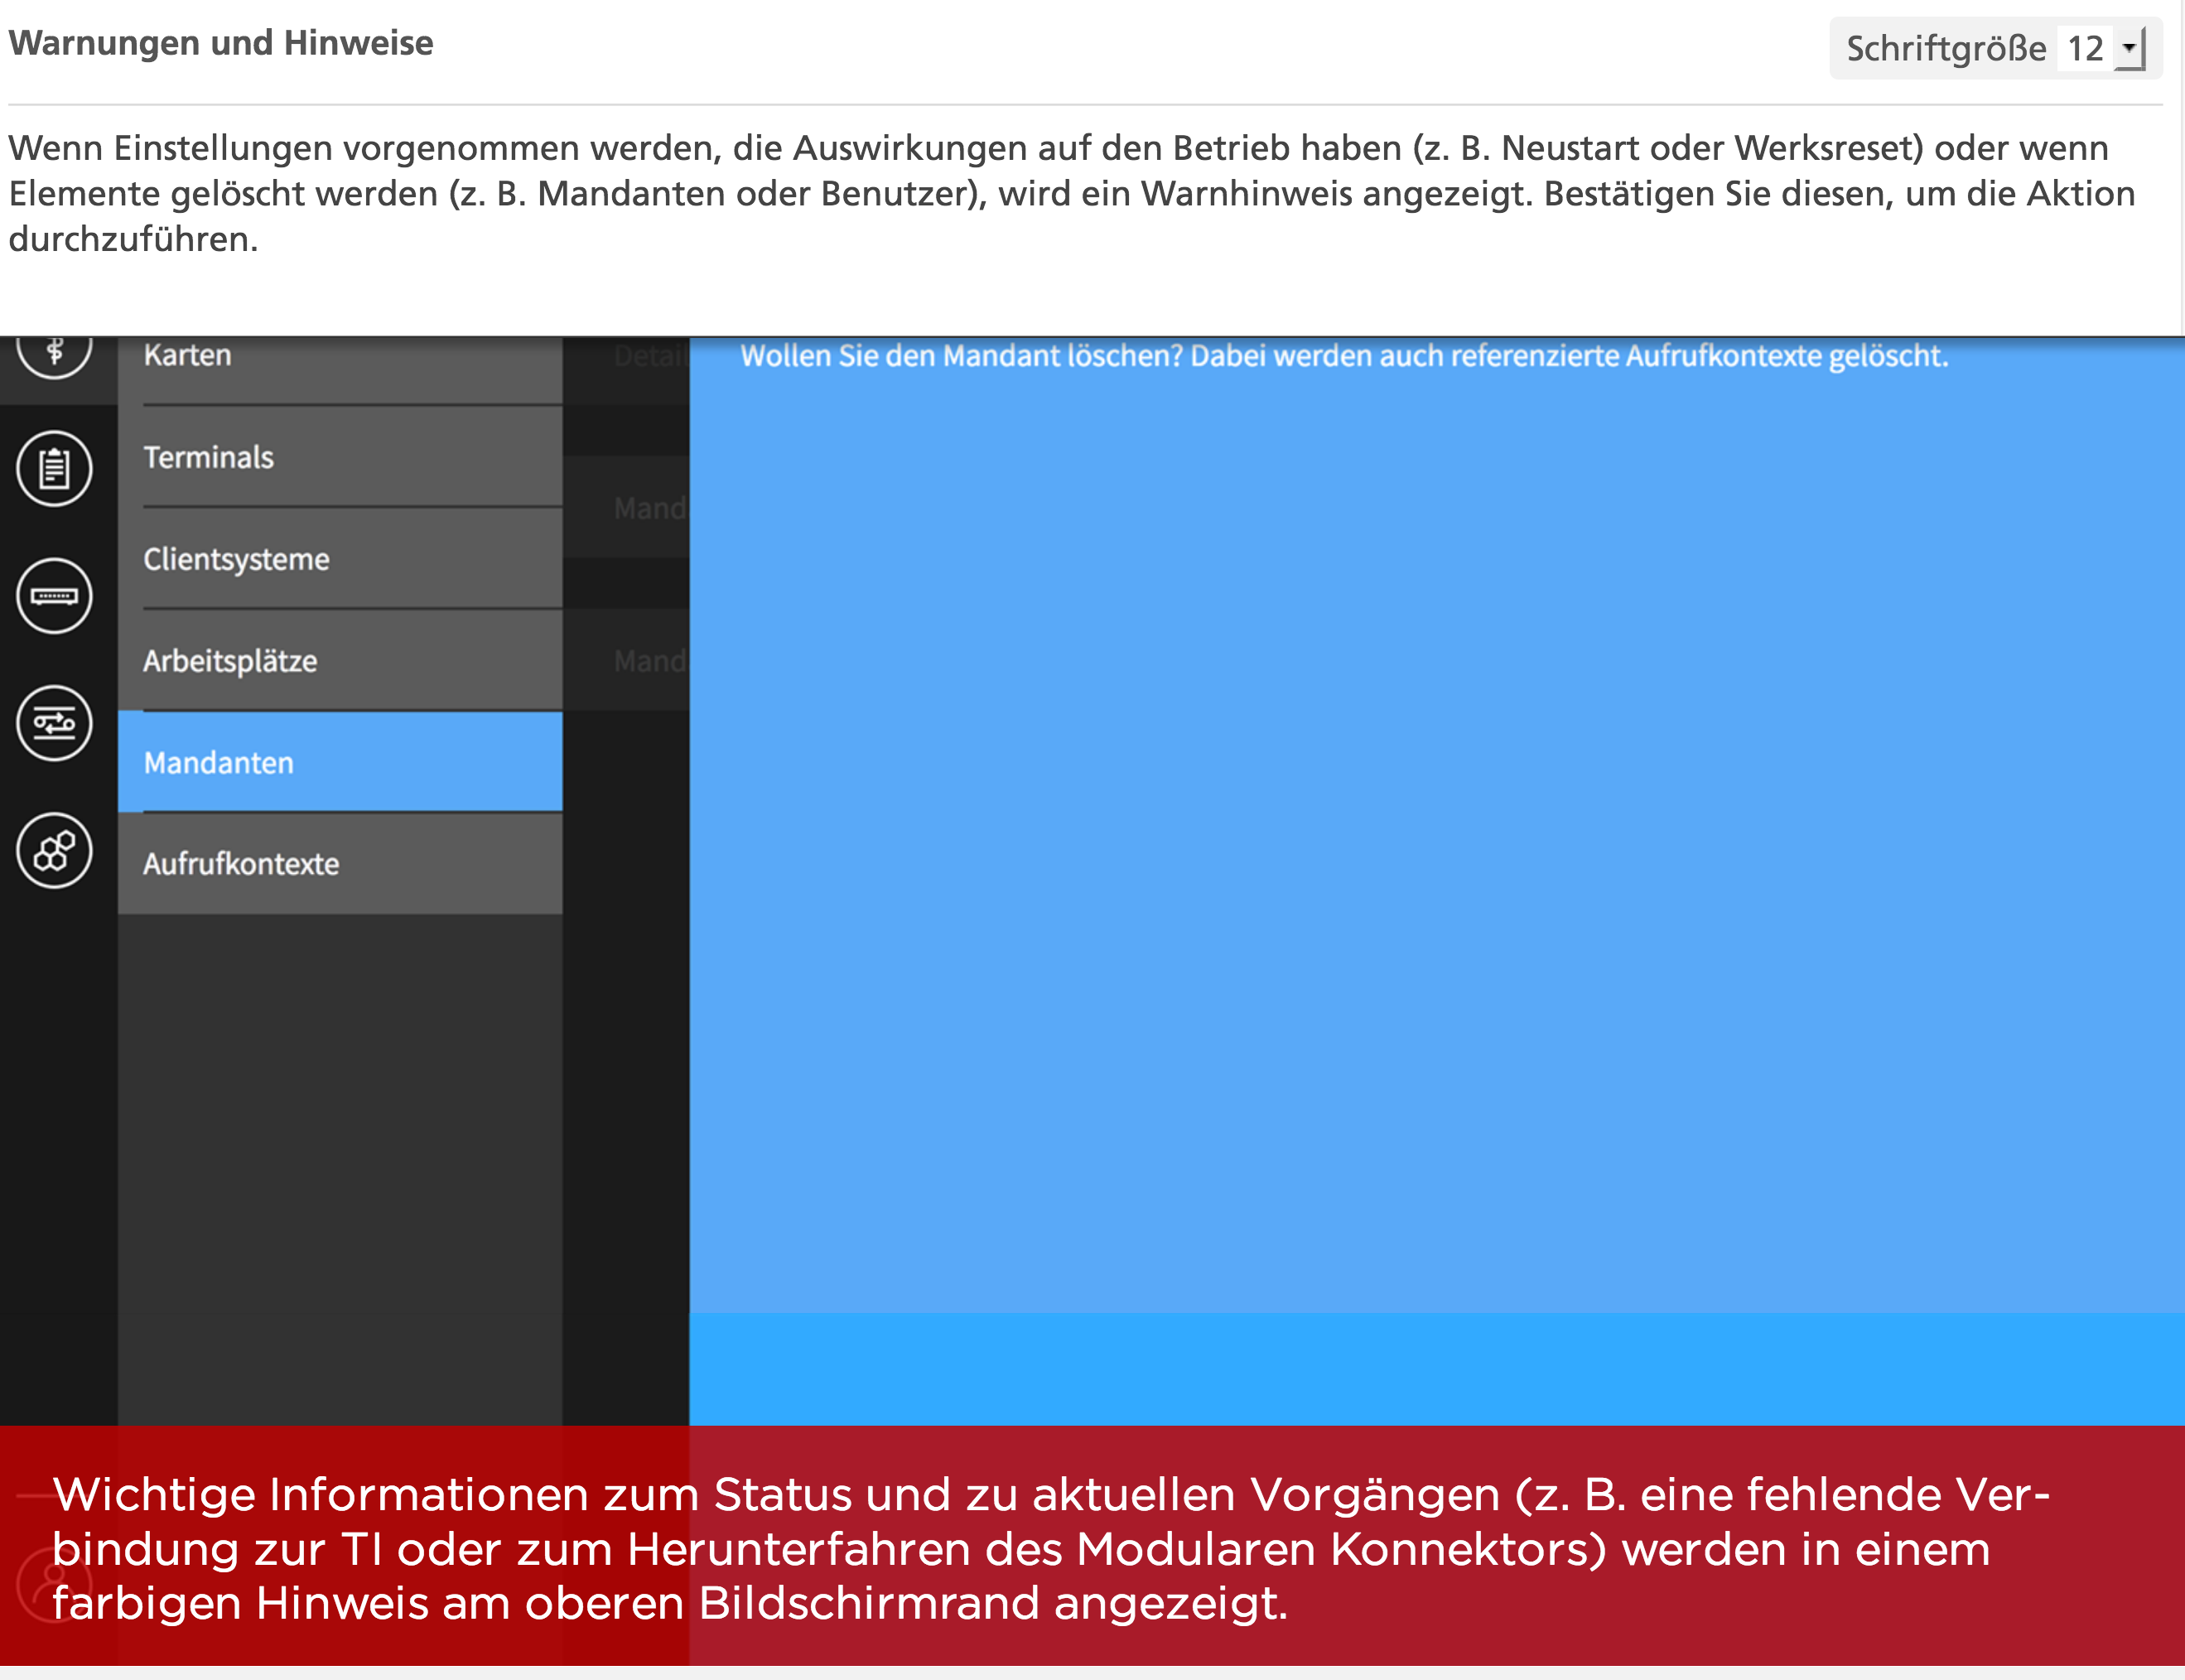 Warnungen und Hinweise
Schriftgröße 12
Wenn Einstellungen vorgenommen werden, die Auswirkungen auf den Betrieb haben (z. B. Neustart oder Werksreset) oder wenn
Elemente gelöscht werden (z. B. Mandanten oder Benutzer), wird ein Warnhinweis angezeigt. Bestätigen Sie diesen, um die Aktion
durchzuführen.
Karten
Detail
Wollen Sie den Mandant löschen? Dabei werden auch referenzierte Aufrufkontexte gelöscht.
Terminals
Manda
Clientsysteme
Arbeitsplätze
Manda
Mandanten
Aufrufkontexte
Wichtige Informationen zum Status und zu aktuellen Vorgängen (z. B. eine fehlende Ver-
bindung zur TI oder zum Herunterfahren des Modularen Konnektors) werden in einem
farbigen Hinweis am oberen Bildschirmrand angezeigt.